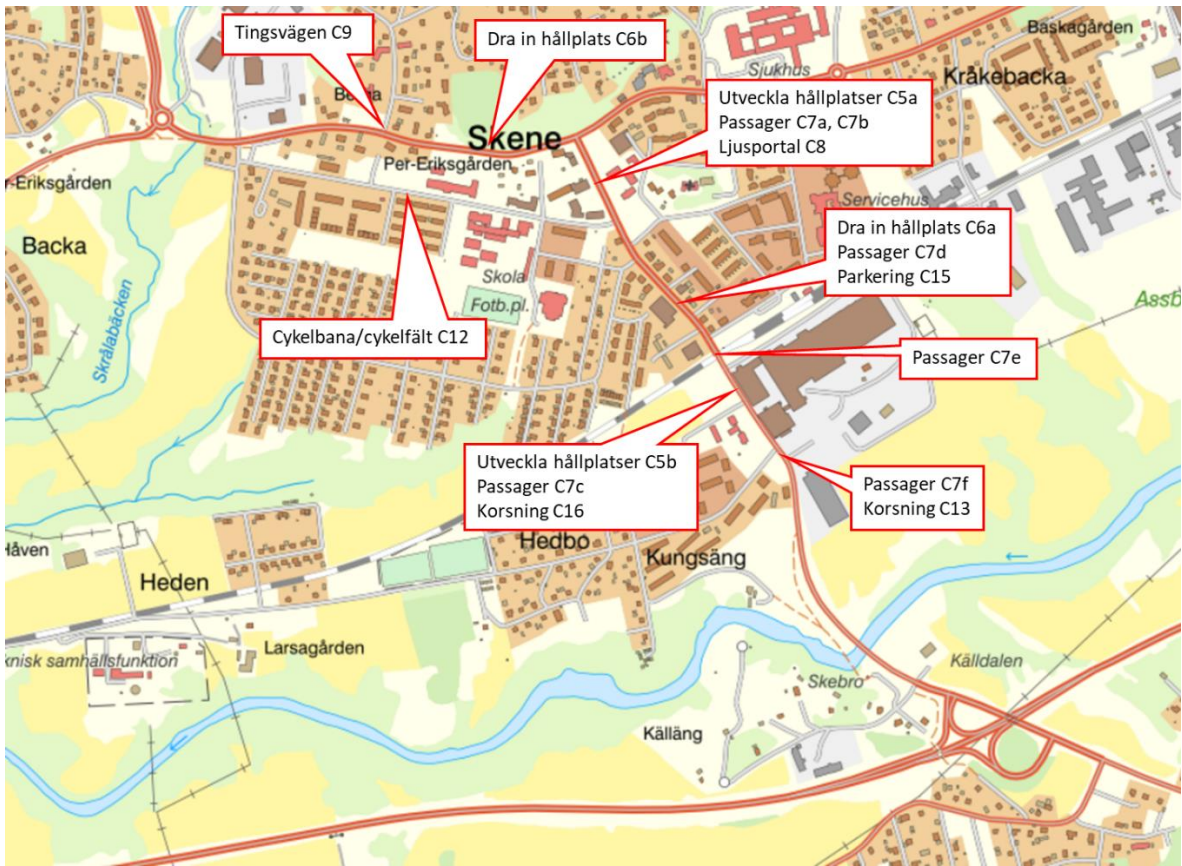 Tingsvägen C9
Dra in hållplats C6b
Baskagården
Sjukhus
Kråkebacka
Utveckla hållplatser C5a
Passager C7a, C7b
Ljusportal C8
Skene
Per-Eriksgården
r-Eriksgården
Servicehus
Backa
Dra in hållplats C6a
Passager C7d
Parkering C15
Skola
Fotb.pl.
Assb
Skrålabäcken
Cykelbana/cykelfält C12
Passager C7e
Utveckla hållplatser C5b
Passager C7c
Korsning C16
Passager C7f
Korsning C13
Håven
Hedbo
Kungsäng
Heden
Larsagården
knisk samhällsfunktion
Skebro
Källdalen
Källäng